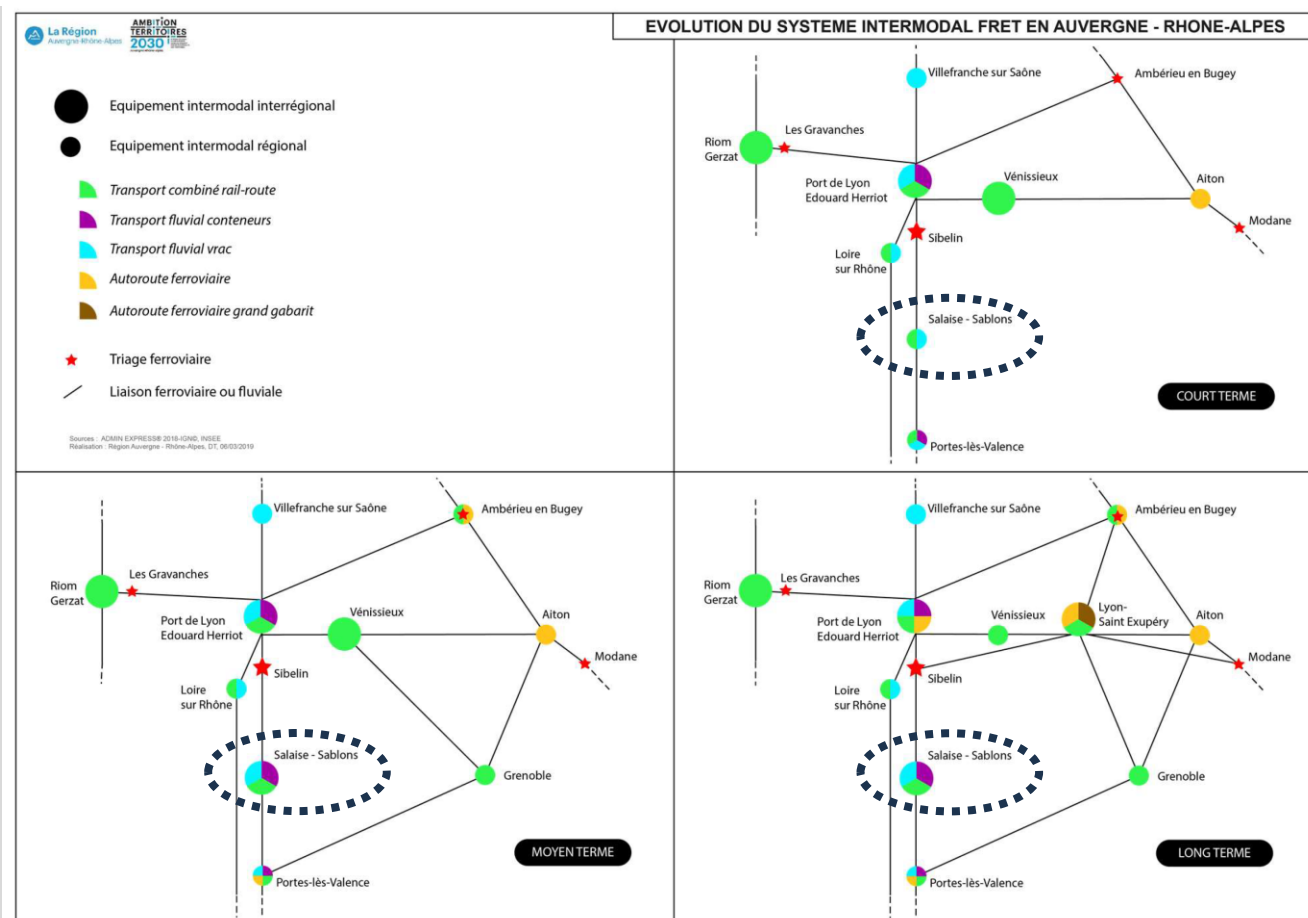 La Région
Auvergne-Rhône-Alpes
AMBITION
TERRITOIRES
2030
EVOLUTION DU SYSTEME INTERMODAL FRET EN AUVERGNE - RHONE-ALPES
Equipement intermodal interrégional
Equipement intermodal régional
Transport combiné rail-route
Transport fluvial conteneurs
Transport fluvial vrac
Autoroute ferroviaire
Autoroute ferroviaire grand gabarit
Triage ferroviaire
Liaison ferroviaire ou fluviale
Sources : ADMIN EXPRESS® 2018-IGN©, INSEE
Réalisation : Région Auvergne - Rhône-Alpes, DT, 06/03/2019
Villefranche sur Saône
Ambérieu en Bugey
Les Gravanches
Riom
Gerzat
Port de Lyon
Edouard Herriot
Vénissieux
Aiton
Modane
Sibelin
Loire
sur Rhône
Salaise - Sablons
COURT TERME
Portes-lès-Valence
Villefranche sur Saône
Ambérieu en Bugey
Les Gravanches
Riom
Gerzat
Port de Lyon
Edouard Herriot
Vénissieux
Aiton
Modane
Sibelin
Loire
sur Rhône
Salaise - Sablons
Grenoble
MOYEN TERME
Portes-lès-Valence
Villefranche sur Saône
Ambérieu en Bugey
Les Gravanches
Riom
Gerzat
Port de Lyon
Edouard Herriot
Vénissieux
Lyon-
Saint Exupéry
Aiton
Modane
Sibelin
Loire
sur Rhône
Salaise - Sablons
Grenoble
LONG TERME
Portes-lès-Valence